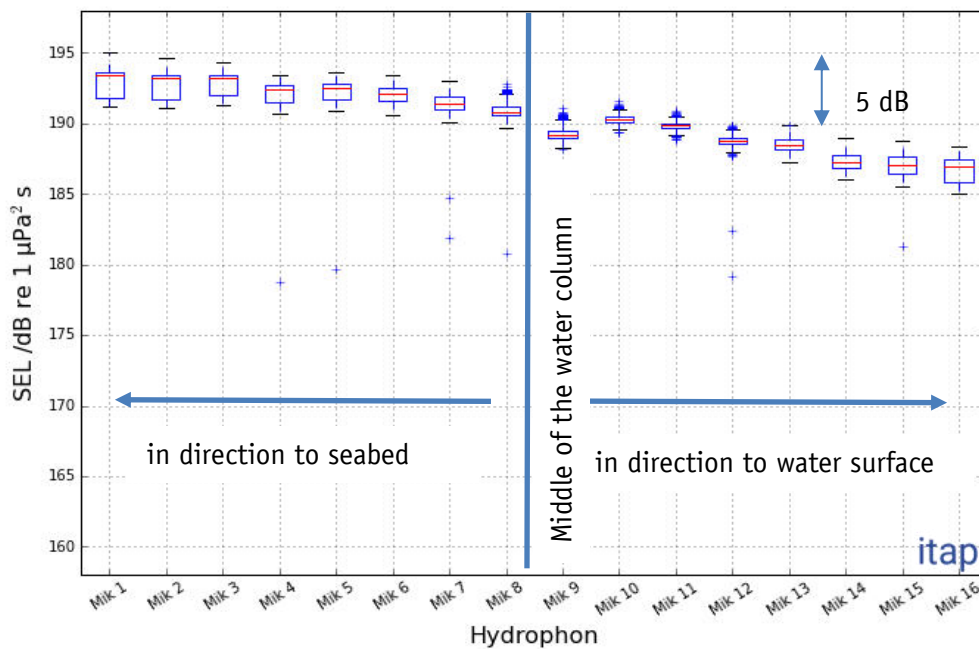 SEL /dB re 1 µPa² s
195
190
185
180
175
170
165
160
5 dB
Middle of the water column
in direction to seabed
in direction to water surface
itap
Mik 1
Mik 2
Mik 3
Mik 4
Mik 5
Mik 6
Mik 7
Mik 8
Mik 9
Mik 10
Mik 11
Mik 12
Mik 13
Mik 14
Mik 15
Mik 16
Hydrophon